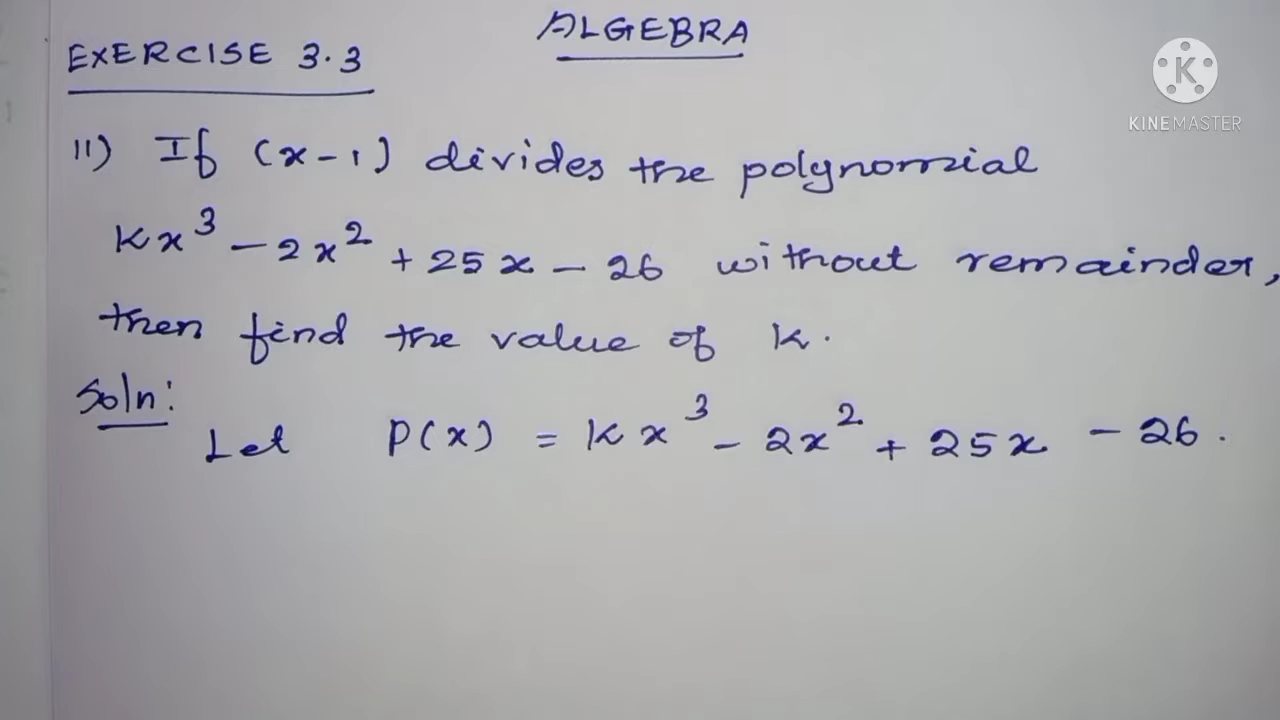 ALGEBRA
EXERCISE 3.3
K
KINEMASTER
11) If (x-1) divides the polynomial
kx³ - 2x² + 25x - 26 without remainder,
then find the value of k.
Soln:
Let P(x) = kx³ - 2x² + 25x - 26.